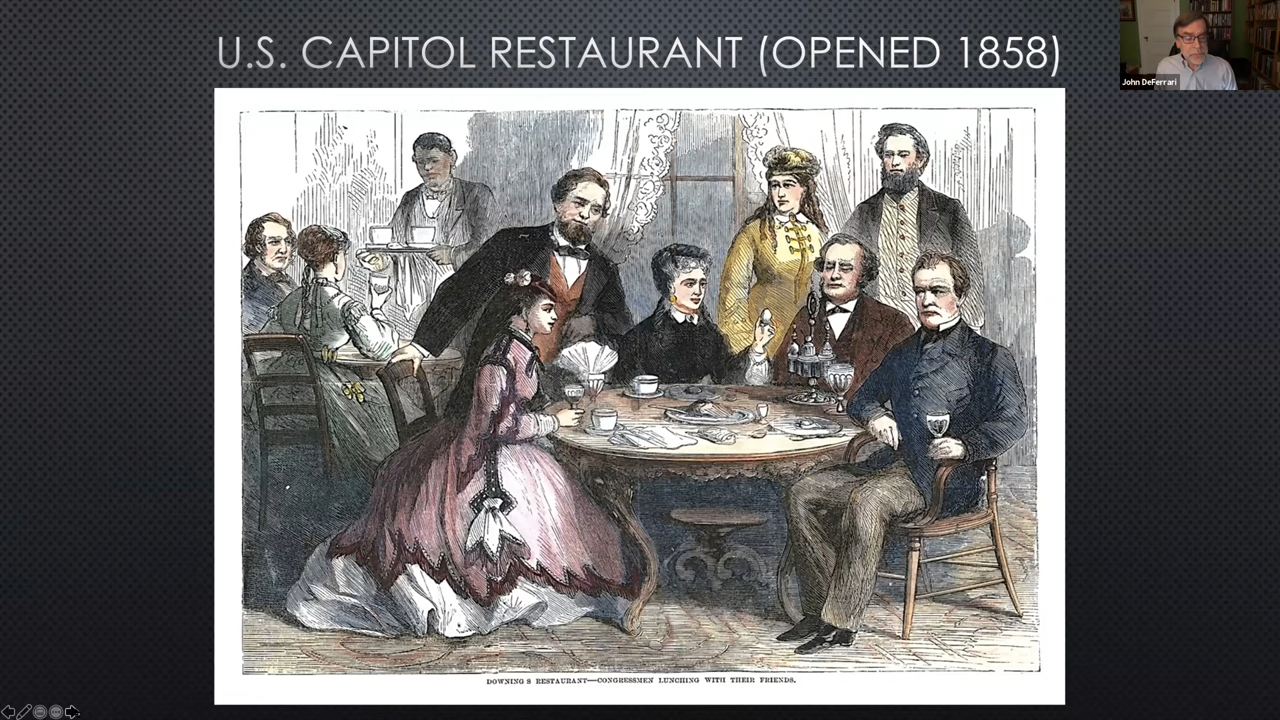 U.S. CAPITOL RESTAURANT (OPENED 1858)
John DeFerrari
DOWNING S RESTAURANT—CONGRESSMEN LUNCHING WITH THEIR FRIENDS.